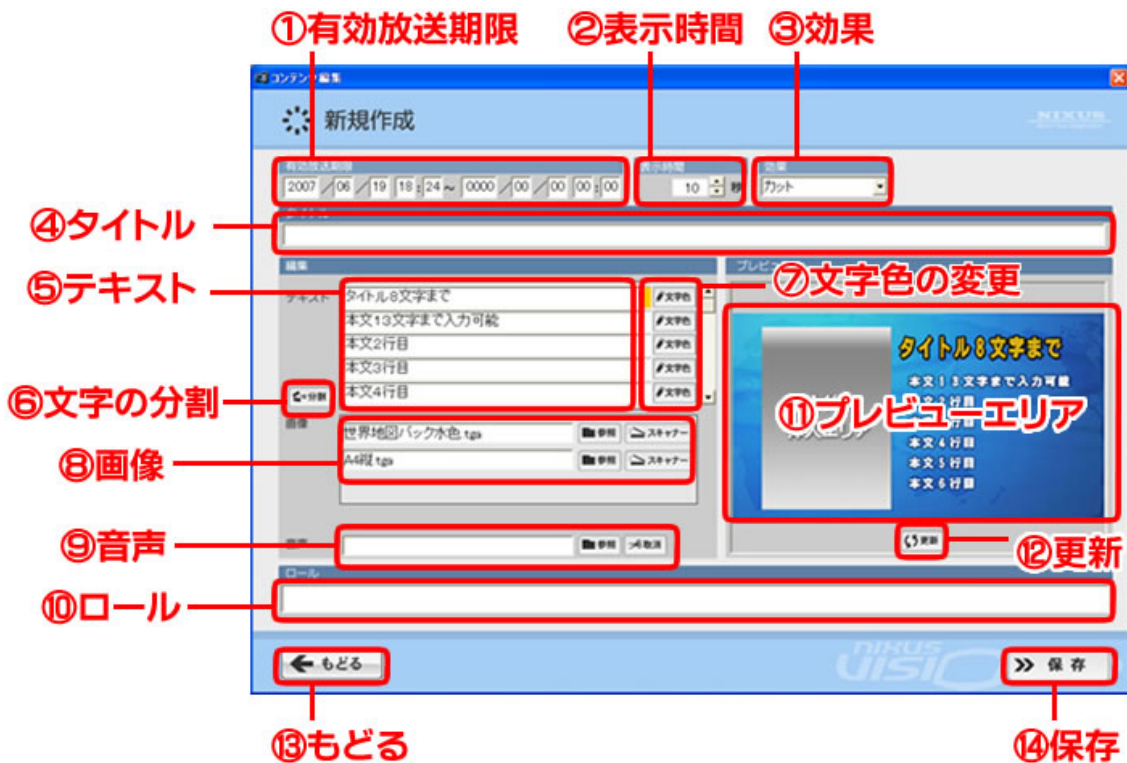 ①有効放送期限 ②表示時間 ③効果
コンテンツ編集
新規作成
NIXUS
有効放送期限 表示時間 効果
2007 / 06 / 19 18 : 24 ~ 0000 / 00 / 00 00 : 00 10 秒 カット
④タイトル
タイトル
編集 プレビュー
⑤テキスト
⑦文字色の変更
テキスト タイトル8文字まで 文字色
本文13文字まで入力可能 文字色
本文2行目 文字色
本文3行目 文字色
⑥文字の分割 分割 本文4行目 文字色
タイトル8文字まで
本文13文字まで入力可能
⑪プレビューエリア
本文4行目
本文5行目
本文6行目
画像 世界地図バック水色.tga 参照 スキャナー
⑧画像
A4縦.tga 参照 スキャナー
⑨音声 音声 参照 取消
更新 ⑫更新
ロール
⑩ロール
もどる
NIXUS
VISIO
保存
⑬もどる ⑭保存